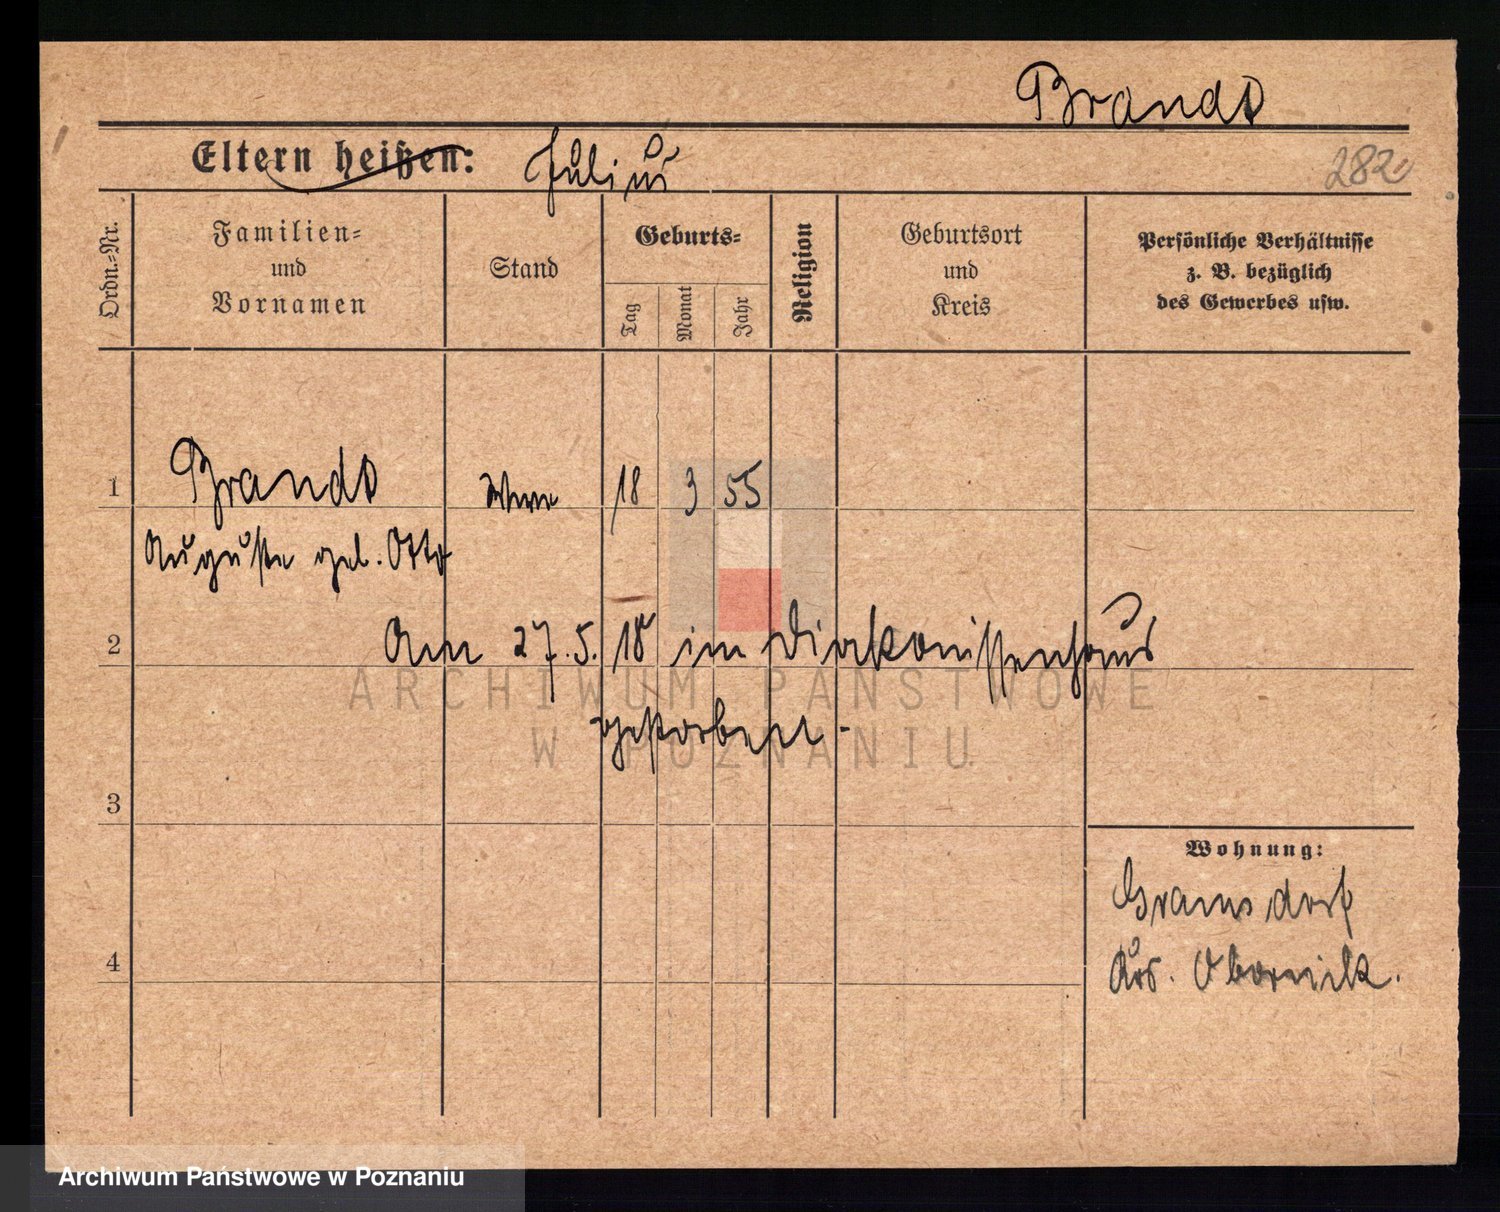 Brandt
Eltern heißen: Julius
282
Ordn.=Nr.
Familien=
und
Vornamen
Stand
Geburts=
Tag
Monat
Jahr
Religion
Geburtsort
und
Kreis
Persönliche Verhältnisse
z. B. bezüglich
des Gewerbes usw.
1 Brandt 18 3 55
Auguste geb. Otto
2 Am 27.5.18 im Diakonissenhaus
gestorben.
ARCHIWUM PAŃSTWOWE
W POZNANIU
3
Wohnung:
Gramsdorf
4 Krs. Obornik.
Archiwum Państwowe w Poznaniu